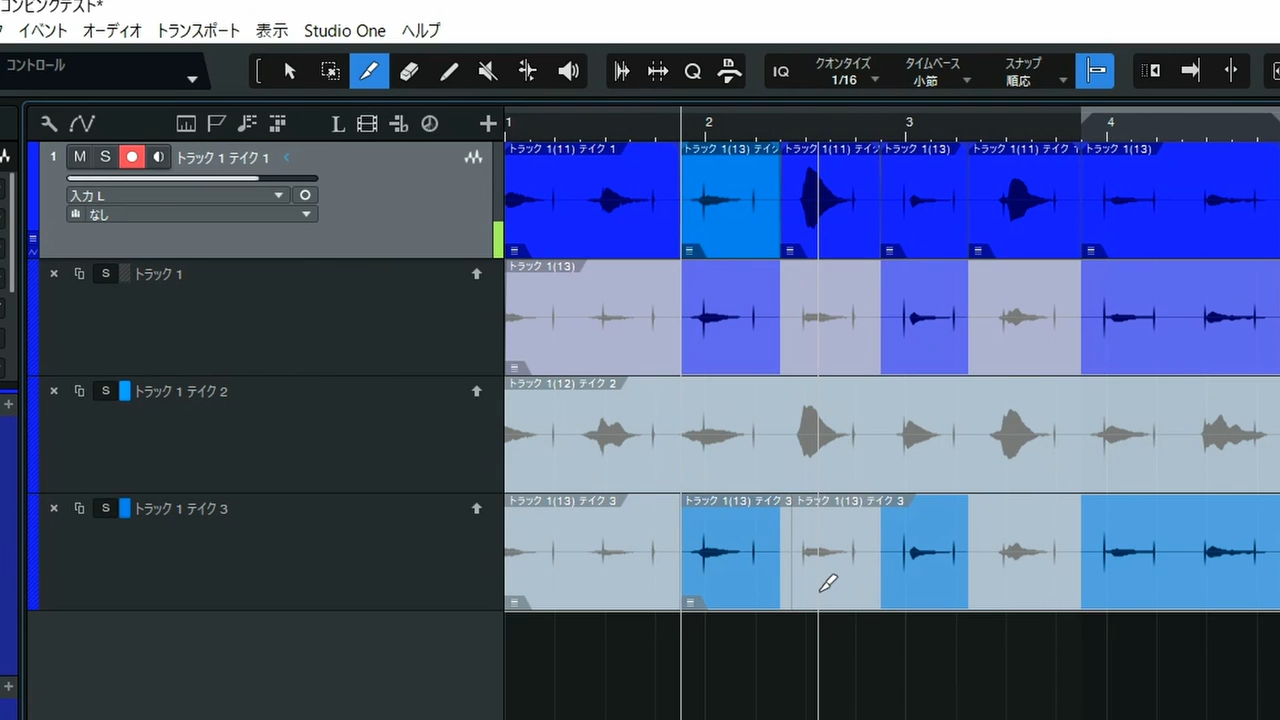 コンピングテスト*
イベント オーディオ トランスポート 表示 Studio One ヘルプ
コントロール
IQ
クオンタイズ
1/16
タイムベース
小節
スナップ
順応
L
1 2 3 4
1 M S トラック 1 テイク 1
トラック 1(11) テイク 1 トラック 1(13) テイ トラック 1(11) テイ トラック 1(13) トラック 1(11) テイク トラック 1(13)
入力 L
なし
S トラック 1
トラック 1(13)
S トラック 1 テイク 2
トラック 1(12) テイク 2
S トラック 1 テイク 3
トラック 1(13) テイク 3 トラック 1(13) テイク 3 トラック 1(13) テイク 3